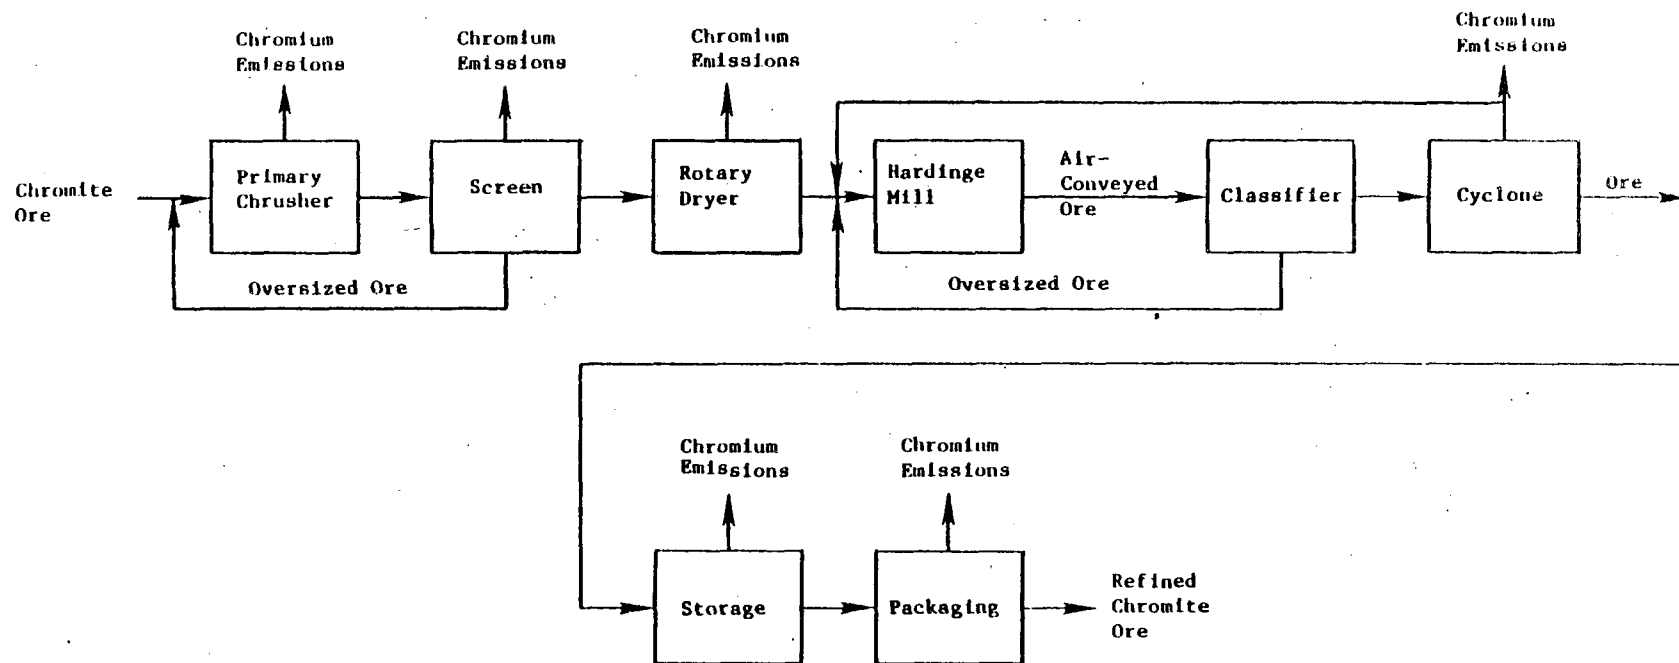 Chromium
Emissions
Chromium
Emissions
Chromium
Emissions
Chromium
Emissions
Chromite
Ore
Primary
Chrusher
Screen
Rotary
Dryer
Hardinge
Mill
Air-
Conveyed
Ore
Classifier
Cyclone
Ore
Oversized Ore
Oversized Ore
Chromium
Emissions
Chromium
Emissions
Storage
Packaging
Refined
Chromite
Ore